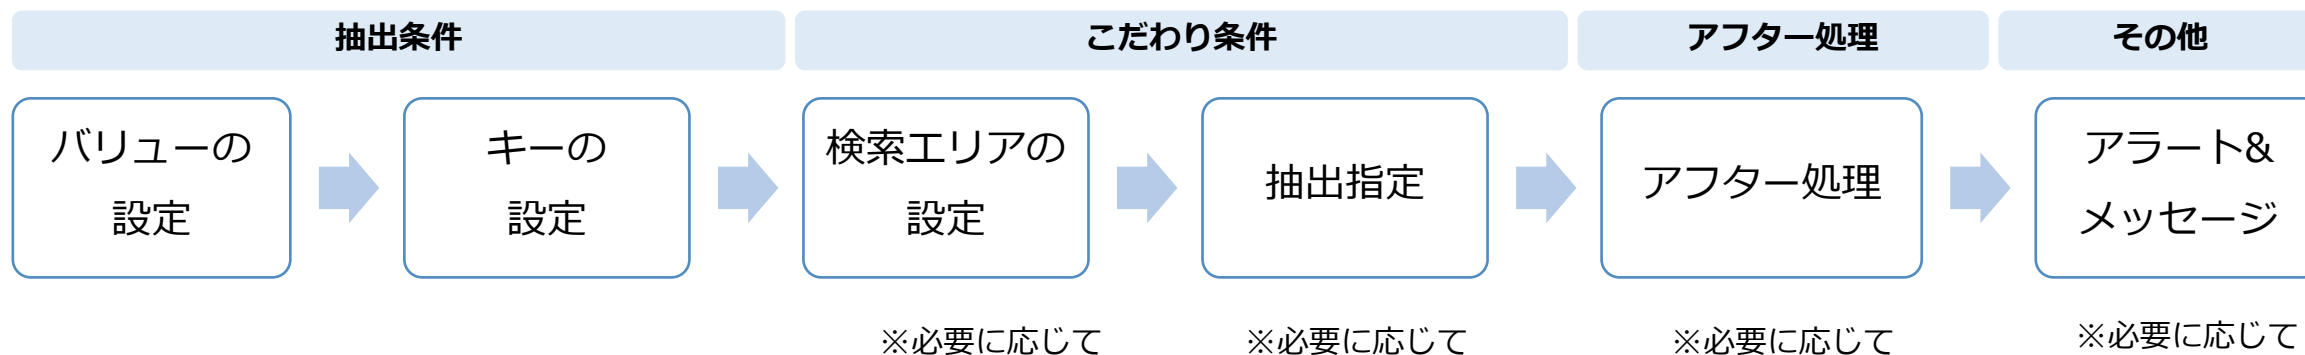 抽出条件
こだわり条件
アフター処理
その他
バリューの
設定
キーの
設定
検索エリアの
設定
抽出指定
アフター処理
アラート&
メッセージ
※必要に応じて
※必要に応じて
※必要に応じて
※必要に応じて